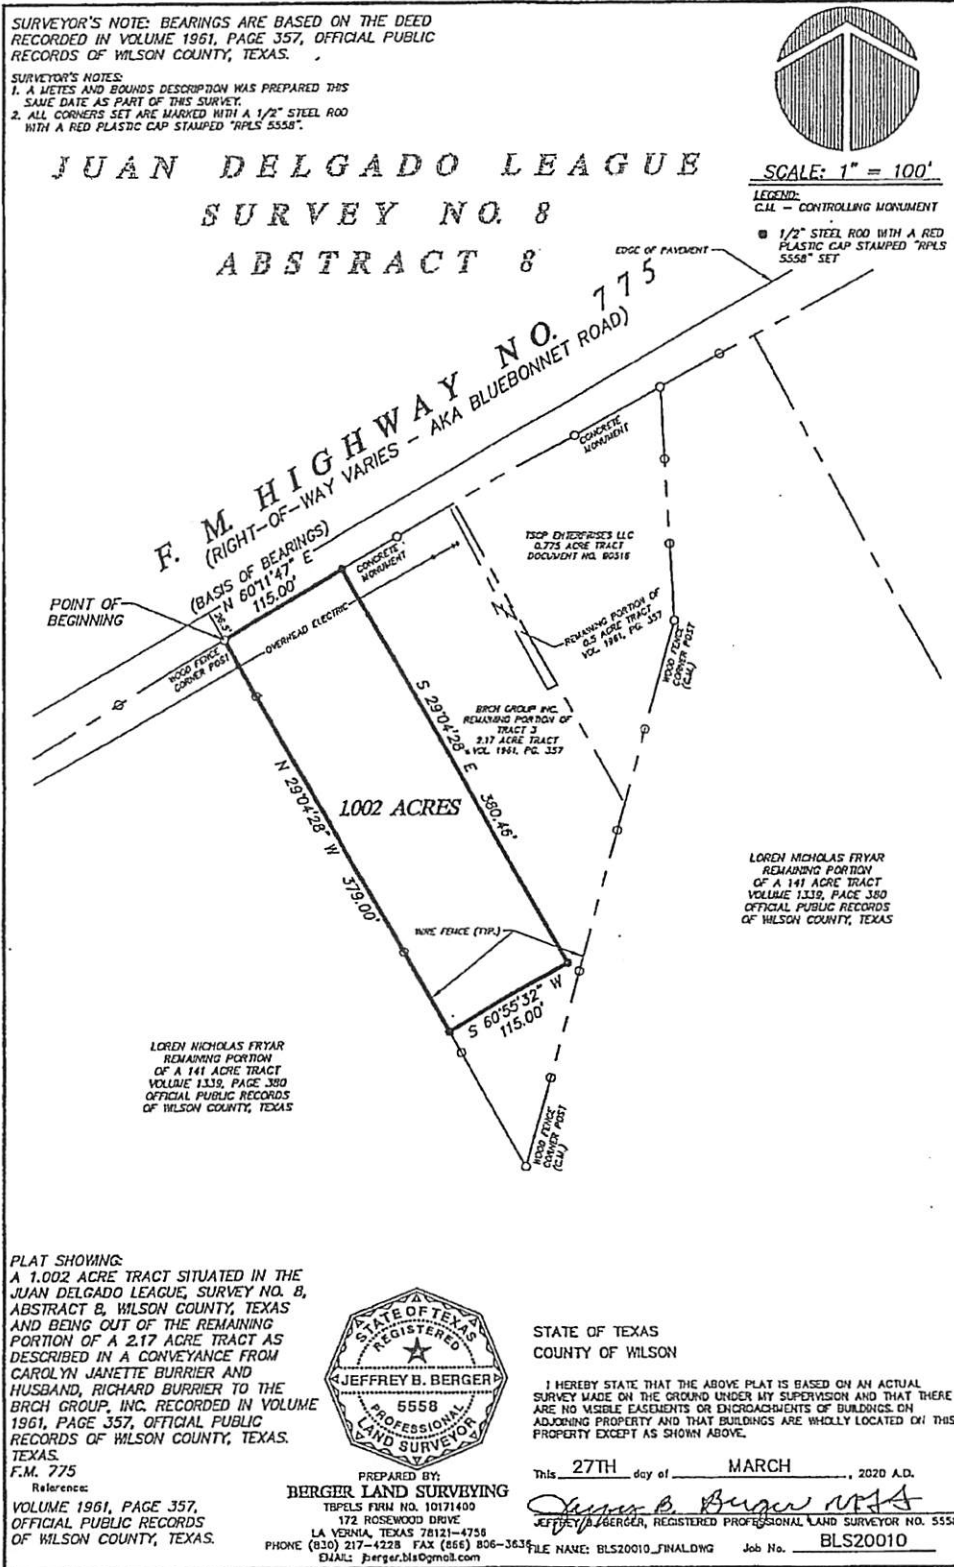 SURVEYOR'S NOTE: BEARINGS ARE BASED ON THE DEED
RECORDED IN VOLUME 1961, PAGE 357, OFFICIAL PUBLIC
RECORDS OF WILSON COUNTY, TEXAS.
SURVEYOR'S NOTES:
1. A METES AND BOUNDS DESCRIPTION WAS PREPARED THIS
SAME DATE AS PART OF THIS SURVEY.
2. ALL CORNERS SET ARE MARKED WITH A 1/2" STEEL ROD
WITH A RED PLASTIC CAP STAMPED "RPLS 5558".
SCALE: 1" = 100'
LEGEND:
C.M. - CONTROLLING MONUMENT
1/2" STEEL ROD WITH A RED
PLASTIC CAP STAMPED "RPLS
5558" SET
JUAN DELGADO LEAGUE
SURVEY NO. 8
ABSTRACT 8
EDGE OF PAVEMENT
F. M. HIGHWAY NO. 775
(RIGHT-OF-WAY VARIES - AKA BLUEBONNET ROAD)
(BASIS OF BEARINGS)
N 60°11'47" E
115.00'
26.5'
POINT OF
BEGINNING
WOOD FENCE
CORNER POST
OVERHEAD ELECTRIC
CONCRETE
MONUMENT
CONCRETE
MONUMENT
TSCP ENTERPRISES LLC
0.775 ACRE TRACT
DOCUMENT NO. 80316
REMAINING PORTION OF
0.5 ACRE TRACT
VOL. 1961, PG. 357
WOOD FENCE
CORNER POST
(C.M.)
S 29°04'28" E
380.46'
BRCH GROUP INC.
REMAINING PORTION OF
TRACT 3
2.17 ACRE TRACT
VOL. 1961, PG. 357
N 29°04'28" W
379.00'
1.002 ACRES
WIRE FENCE (TYP.)
S 60°55'32" W
115.00'
LOREN NICHOLAS FRYAR
REMAINING PORTION
OF A 141 ACRE TRACT
VOLUME 1339, PAGE 380
OFFICIAL PUBLIC RECORDS
OF WILSON COUNTY, TEXAS
LOREN NICHOLAS FRYAR
REMAINING PORTION
OF A 141 ACRE TRACT
VOLUME 1339, PAGE 380
OFFICIAL PUBLIC RECORDS
OF WILSON COUNTY, TEXAS
WOOD FENCE
CORNER POST
(C.M.)
PLAT SHOWING:
A 1.002 ACRE TRACT SITUATED IN THE
JUAN DELGADO LEAGUE, SURVEY NO. 8,
ABSTRACT 8, WILSON COUNTY, TEXAS
AND BEING OUT OF THE REMAINING
PORTION OF A 2.17 ACRE TRACT AS
DESCRIBED IN A CONVEYANCE FROM
CAROLYN JANETTE BURRIER AND
HUSBAND, RICHARD BURRIER TO THE
BRCH GROUP, INC. RECORDED IN VOLUME
1961, PAGE 357, OFFICIAL PUBLIC
RECORDS OF WILSON COUNTY, TEXAS.
TEXAS.
F.M. 775
Reference:
VOLUME 1961, PAGE 357,
OFFICIAL PUBLIC RECORDS
OF WILSON COUNTY, TEXAS.
STATE OF TEXAS
REGISTERED
JEFFREY B. BERGER
5558
PROFESSIONAL
LAND SURVEYOR
PREPARED BY:
BERGER LAND SURVEYING
TBPELS FIRM NO. 10171400
172 ROSEWOOD DRIVE
LA VERNIA, TEXAS 78121-4756
PHONE (830) 217-4228 FAX (866) 806-3636
EMAIL: jberger.bls@gmail.com
STATE OF TEXAS
COUNTY OF WILSON
I HEREBY STATE THAT THE ABOVE PLAT IS BASED ON AN ACTUAL
SURVEY MADE ON THE GROUND UNDER MY SUPERVISION AND THAT THERE
ARE NO VISIBLE EASEMENTS OR ENCROACHMENTS OF BUILDINGS ON
ADJOINING PROPERTY AND THAT BUILDINGS ARE WHOLLY LOCATED ON THIS
PROPERTY EXCEPT AS SHOWN ABOVE.
This 27TH day of MARCH, 2020 A.D.
Jeffrey B. Berger RPLS
JEFFREY B. BERGER, REGISTERED PROFESSIONAL LAND SURVEYOR NO. 5558
FILE NAME: BLS20010_FINAL.DWG Job No. BLS20010